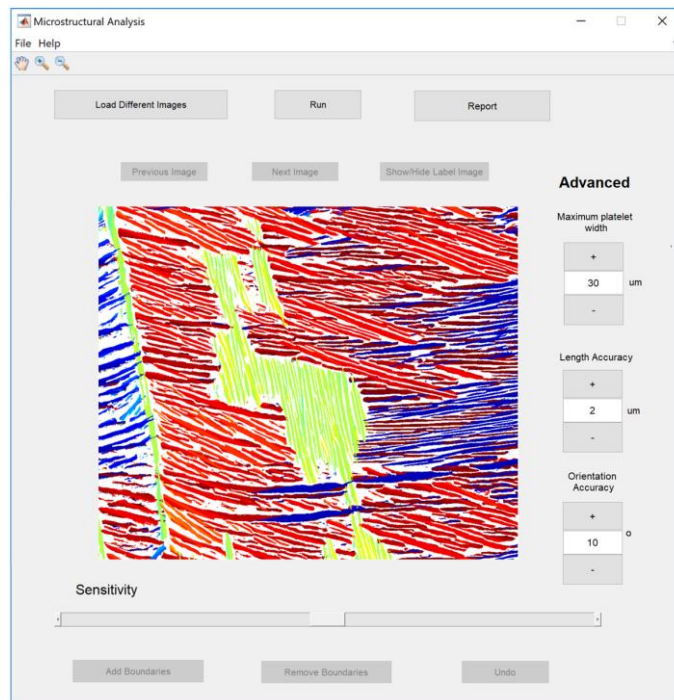 Microstructural Analysis
File Help
Load Different Images
Run
Report
Previous Image
Next Image
Show/Hide Label Image
Advanced
Maximum platelet
width
+
30 um
-
Length Accuracy
+
2 um
-
Orientation
Accuracy
+
10 o
-
Sensitivity
Add Boundaries
Remove Boundaries
Undo